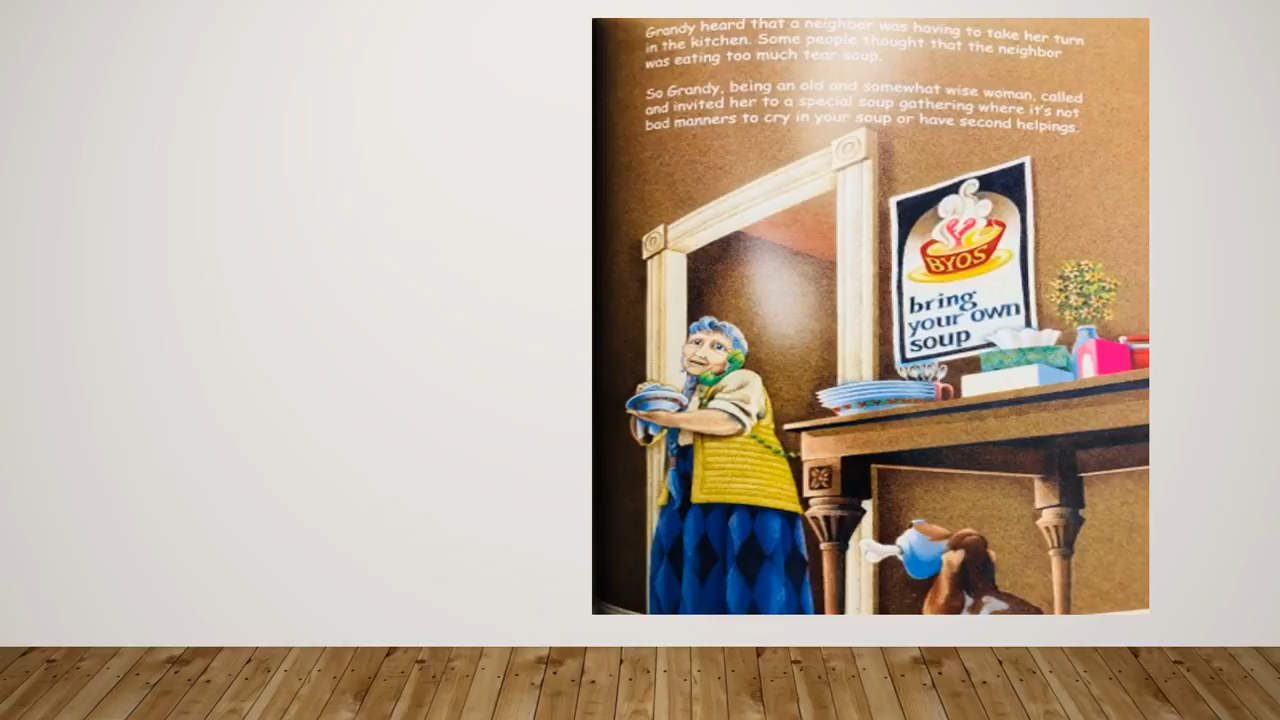 Grandy heard that a neighbor was having to take her turn
in the kitchen. Some people thought that the neighbor
was eating too much tear soup.
So Grandy, being an old and somewhat wise woman, called
and invited her to a special soup gathering where it's not
bad manners to cry in your soup or have second helpings.
BYOS
bring
your own
soup